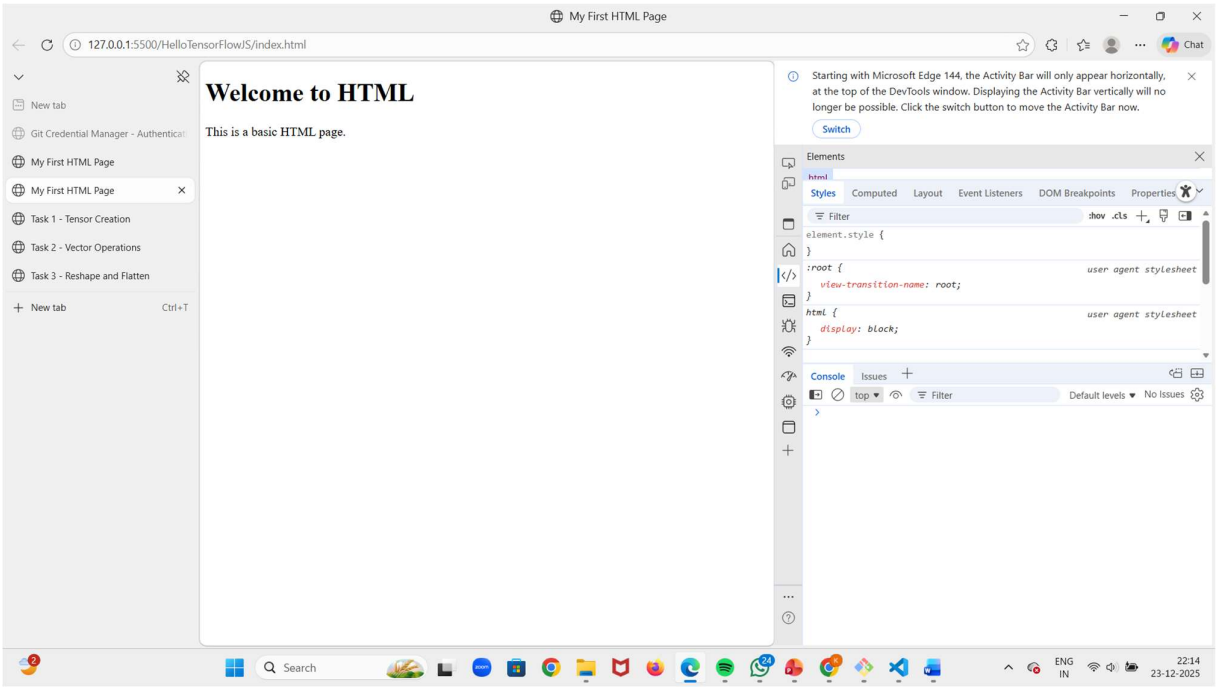 My First HTML Page
127.0.0.1:5500/HelloTensorFlowJS/index.html
Chat
New tab
Git Credential Manager - Authenticat
My First HTML Page
My First HTML Page
Task 1 - Tensor Creation
Task 2 - Vector Operations
Task 3 - Reshape and Flatten
New tab Ctrl+T
Welcome to HTML
This is a basic HTML page.
Starting with Microsoft Edge 144, the Activity Bar will only appear horizontally,
at the top of the DevTools window. Displaying the Activity Bar vertically will no
longer be possible. Click the switch button to move the Activity Bar now.
Switch
Elements
html
Styles Computed Layout Event Listeners DOM Breakpoints Properties
Filter :hov .cls
element.style {
}
:root { user agent stylesheet
view-transition-name: root;
}
html { user agent stylesheet
display: block;
}
Console Issues
top Filter Default levels No Issues
2
Search
zoom
24
ENG
IN
22:14
23-12-2025